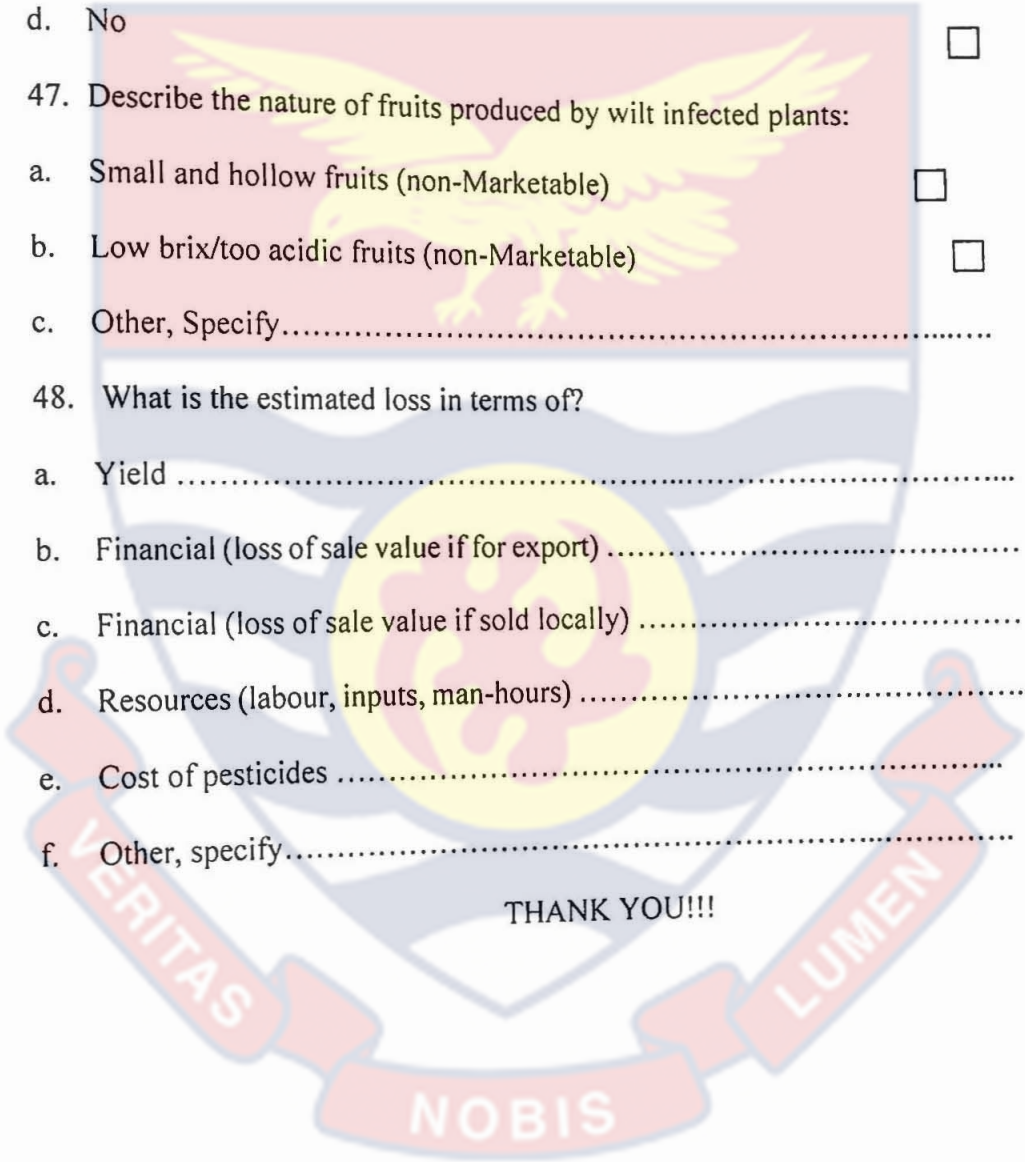 d. No ☐
47. Describe the nature of fruits produced by wilt infected plants:
a. Small and hollow fruits (non-Marketable) ☐
b. Low brix/too acidic fruits (non-Marketable) ☐
c. Other, Specify....................................................................................
48. What is the estimated loss in terms of?
a. Yield ....................................................................................
b. Financial (loss of sale value if for export) ..........................................
c. Financial (loss of sale value if sold locally) .......................................
d. Resources (labour, inputs, man-hours) .............................................
e. Cost of pesticides .....................................................................
f. Other, specify...........................................................................
THANK YOU!!!
VERITAS
NOBIS
LUMEN